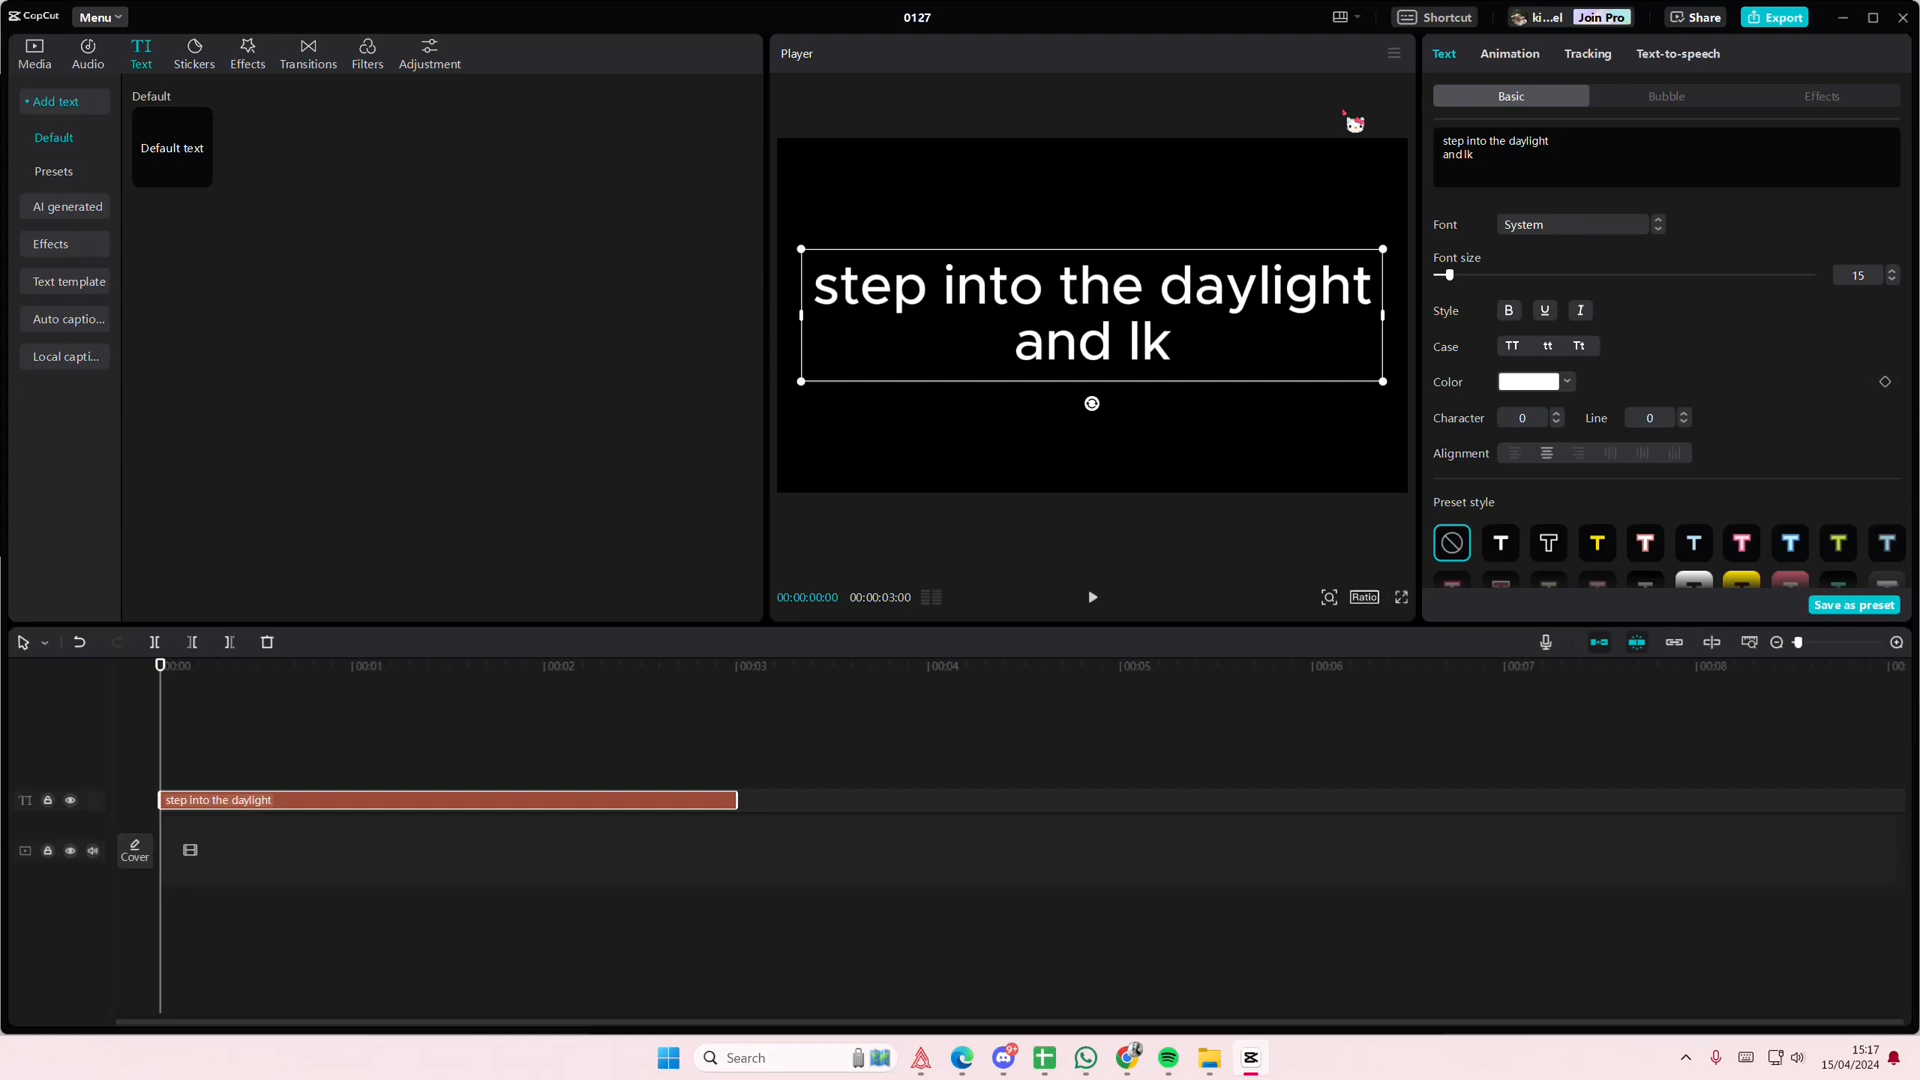 CapCut
Menu
0127
Shortcut
ki...el
Join Pro
Share
Export
Media
Audio
TI
Text
Stickers
Effects
Transitions
Filters
Adjustment
Add text
Default
Presets
AI generated
Effects
Text template
Auto captio...
Local capti...
Default
Default text
Player
step into the daylight
and lk
00:00:00:00
00:00:03:00
Ratio
Text
Animation
Tracking
Text-to-speech
Basic
Bubble
Effects
step into the daylight
and lk
Font
System
Font size
15
Style
B
U
I
Case
TT
tt
Tt
Color
Character
0
Line
0
Alignment
Preset style
T T T T T T T T T
Save as preset
00:00
00:01
00:02
00:03
00:04
00:05
00:06
00:07
00:08
00
TI
step into the daylight
Cover
Search
9+
15:17
15/04/2024